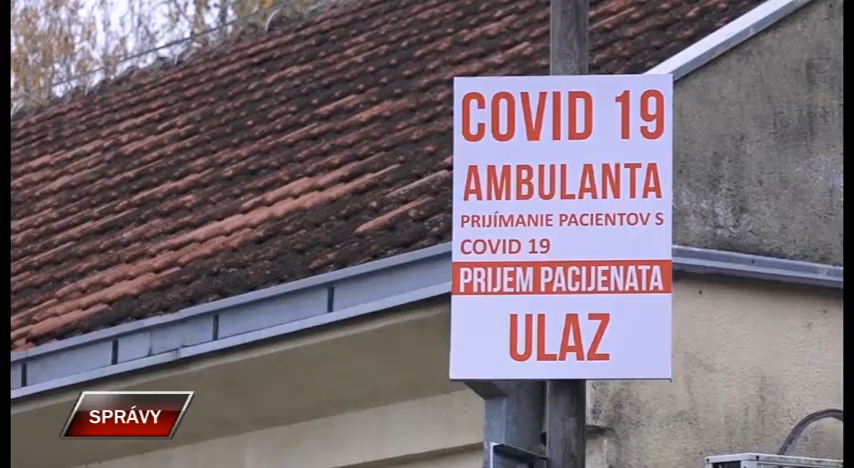 COVID 19
AMBULANTA
PRIJÍMANIE PACIENTOV S
COVID 19
PRIJEM PACIJENATA
ULAZ
SPRÁVY